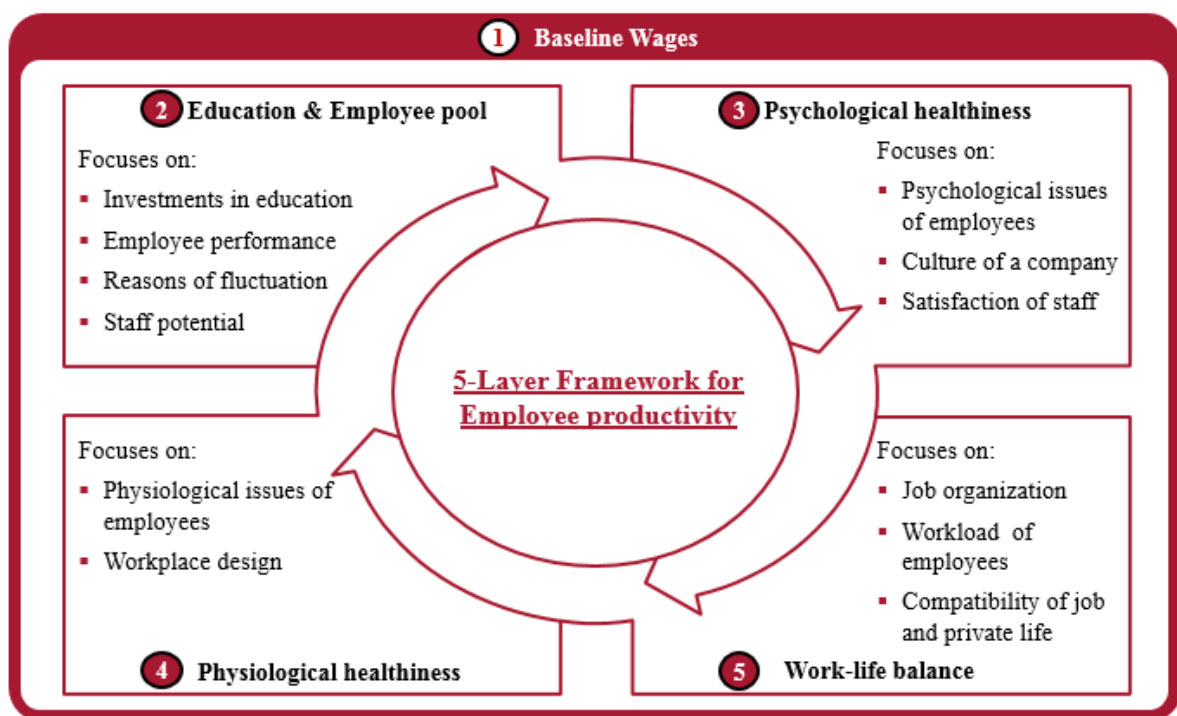 1 Baseline Wages
2 Education & Employee pool
Focuses on:
▪ Investments in education
▪ Employee performance
▪ Reasons of fluctuation
▪ Staff potential
3 Psychological healthiness
Focuses on:
▪ Psychological issues
of employees
▪ Culture of a company
▪ Satisfaction of staff
5-Layer Framework for
Employee productivity
Focuses on:
▪ Physiological issues of
employees
▪ Workplace design
4 Physiological healthiness
Focuses on:
▪ Job organization
▪ Workload of
employees
▪ Compatibility of job
and private life
5 Work-life balance